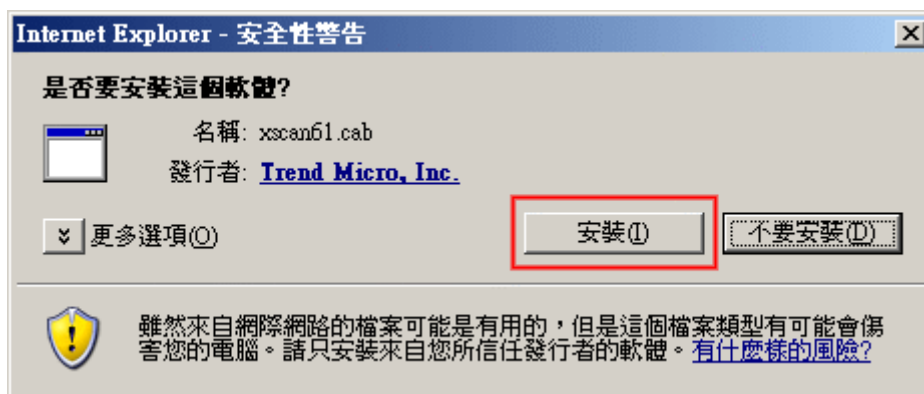 Internet Explorer - 安全性警告
是否要安裝這個軟體?
名稱: xscan61.cab
發行者: Trend Micro, Inc.
更多選項(O)
安裝(I)
不要安裝(D)
雖然來自網際網路的檔案可能是有用的，但是這個檔案類型有可能會傷
害您的電腦。請只安裝來自您所信任發行者的軟體。有什麼樣的風險?